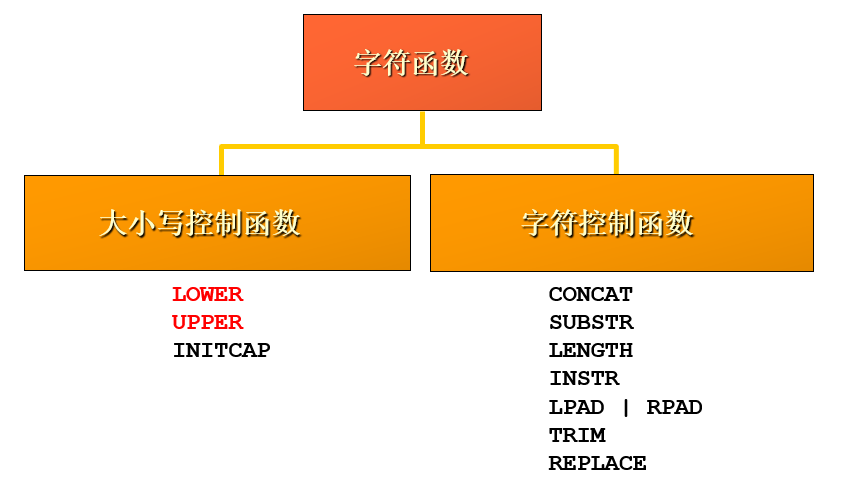 字符函数
大小写控制函数
字符控制函数
LOWER
UPPER
INITCAP
CONCAT
SUBSTR
LENGTH
INSTR
LPAD | RPAD
TRIM
REPLACE